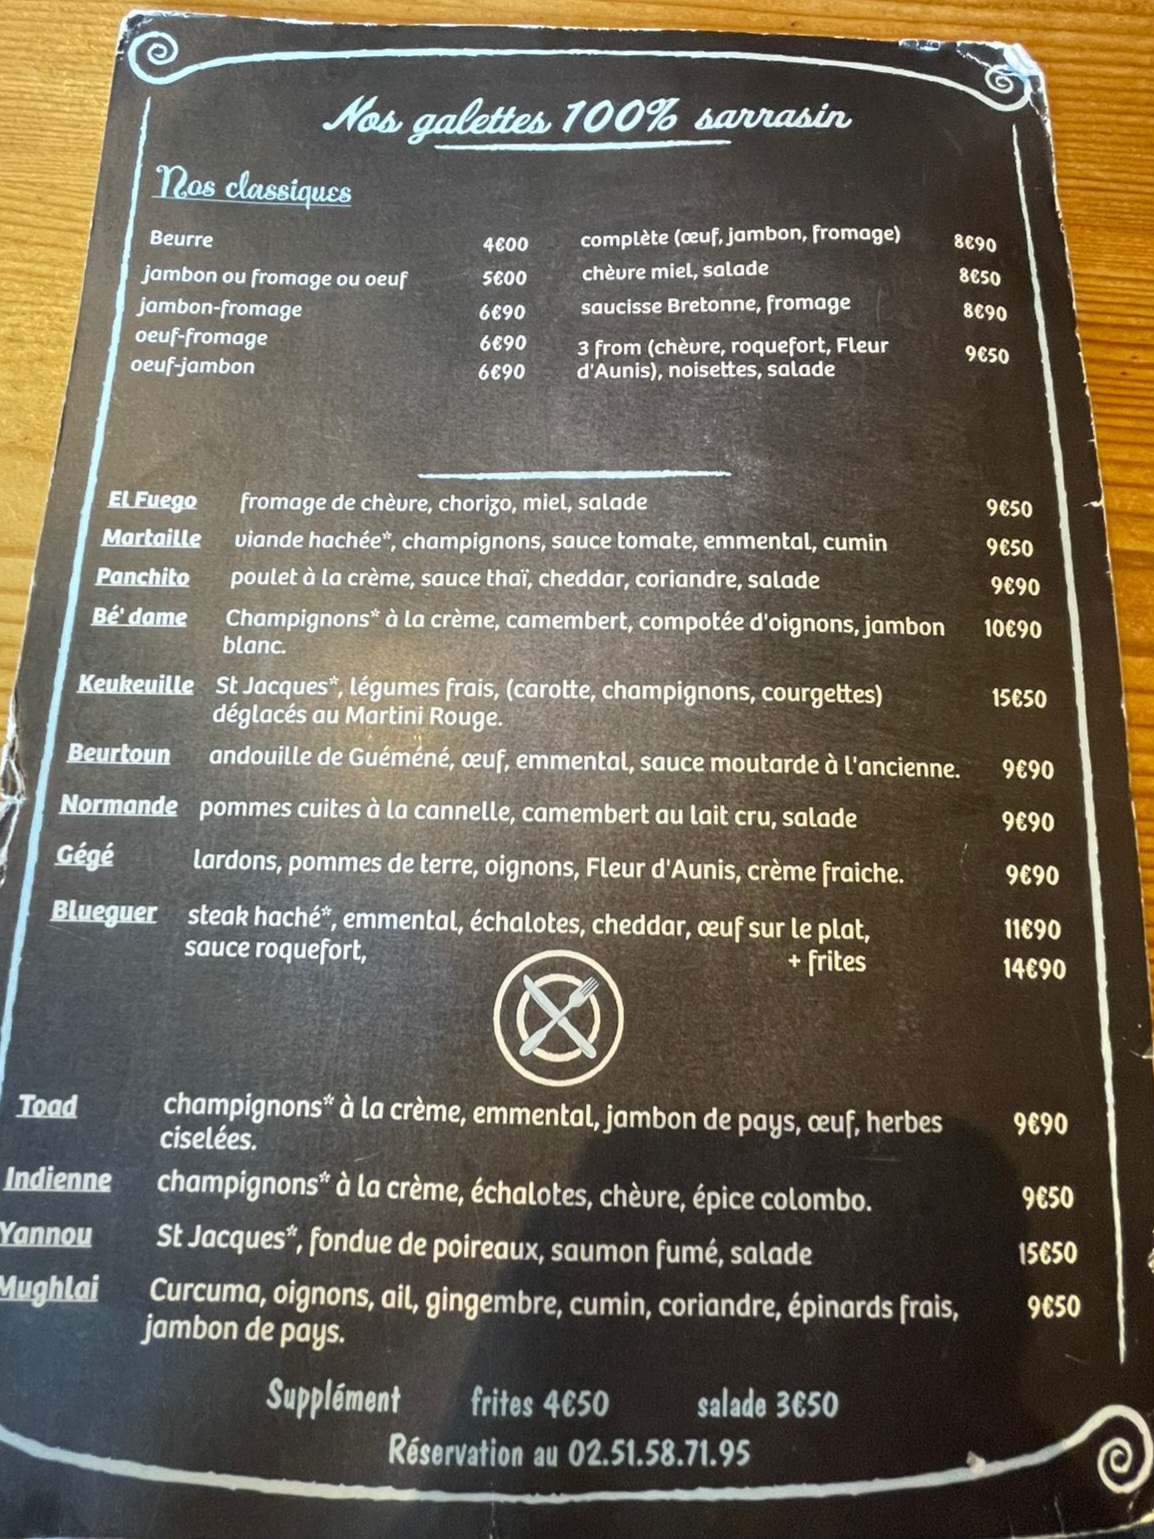 Nos galettes 100% sarrasin
Nos classiques
Beurre 4€00
jambon ou fromage ou oeuf 5€00
jambon-fromage 6€90
oeuf-fromage 6€90
oeuf-jambon 6€90
complète (œuf, jambon, fromage) 8€90
chèvre miel, salade 8€50
saucisse Bretonne, fromage 8€90
3 from (chèvre, roquefort, Fleur
d'Aunis), noisettes, salade 9€50
El Fuego fromage de chèvre, chorizo, miel, salade 9€50
Martaille viande hachée*, champignons, sauce tomate, emmental, cumin 9€50
Panchito poulet à la crème, sauce thaï, cheddar, coriandre, salade 9€90
Bé' dame Champignons* à la crème, camembert, compotée d'oignons, jambon 10€90
blanc.
Keukeuille St Jacques*, légumes frais, (carotte, champignons, courgettes) 15€50
déglacés au Martini Rouge.
Beurtoun andouille de Guéméné, œuf, emmental, sauce moutarde à l'ancienne. 9€90
Normande pommes cuites à la cannelle, camembert au lait cru, salade 9€90
Gégé lardons, pommes de terre, oignons, Fleur d'Aunis, crème fraiche. 9€90
Blueguer steak haché*, emmental, échalotes, cheddar, œuf sur le plat, 11€90
sauce roquefort, + frites 14€90
Toad champignons* à la crème, emmental, jambon de pays, œuf, herbes 9€90
ciselées.
Indienne champignons* à la crème, échalotes, chèvre, épice colombo. 9€50
Yannou St Jacques*, fondue de poireaux, saumon fumé, salade 15€50
Mughlai Curcuma, oignons, ail, gingembre, cumin, coriandre, épinards frais, 9€50
jambon de pays.
Supplément frites 4€50 salade 3€50
Réservation au 02.51.58.71.95